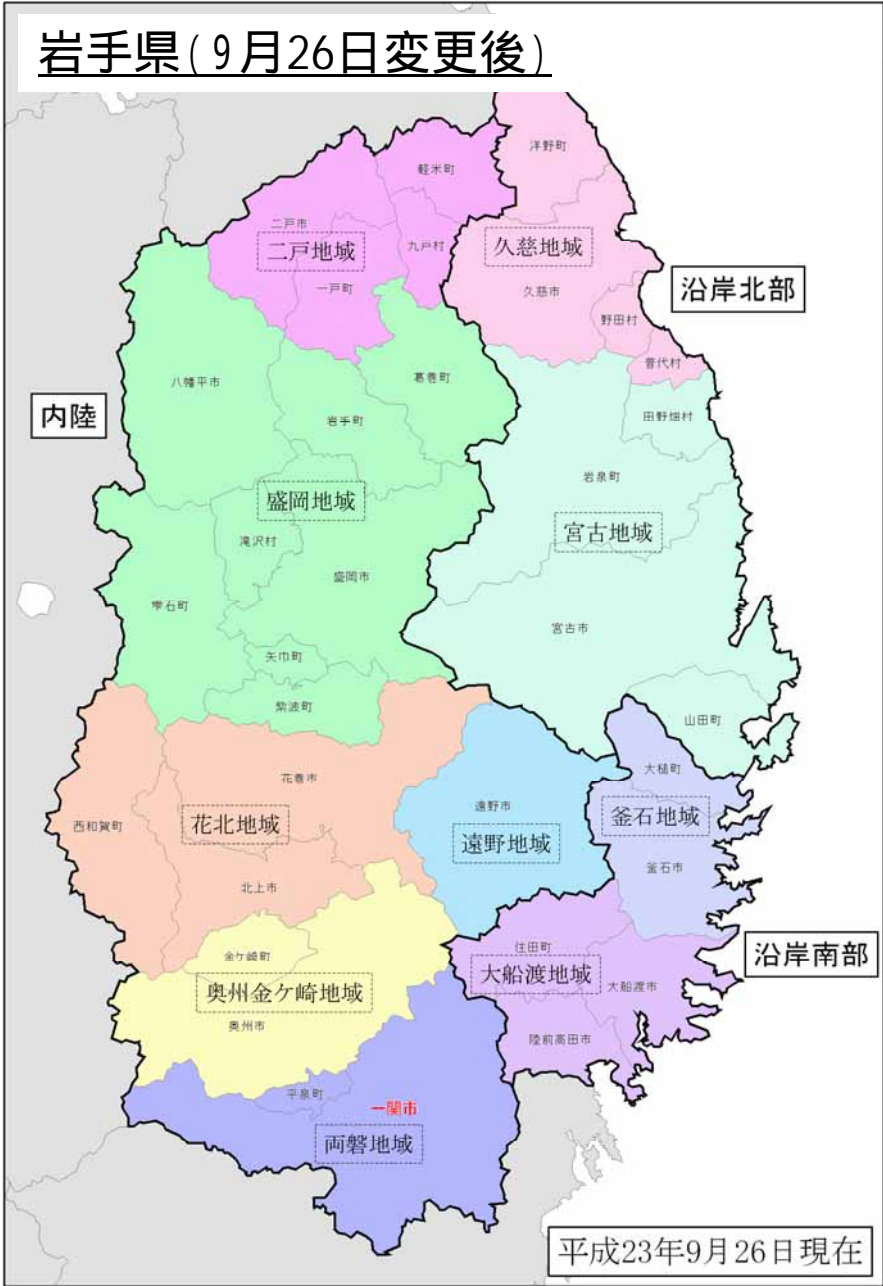 岩手県(9月26日変更後)
洋野町
軽米町
二戸市
九戸村
二戸地域
久慈地域
一戸町
久慈市
沿岸北部
野田村
普代村
八幡平市
葛巻町
内陸
岩手町
田野畑村
岩泉町
盛岡地域
宮古地域
滝沢村
盛岡市
雫石町
宮古市
矢巾町
紫波町
山田町
花巻市
大槌町
西和賀町
花北地域
遠野市
釜石地域
遠野地域
釜石市
北上市
住田町
沿岸南部
金ケ崎町
大船渡地域
大船渡市
奥州金ケ崎地域
奥州市
陸前高田市
平泉町
一関市
両磐地域
平成23年9月26日現在